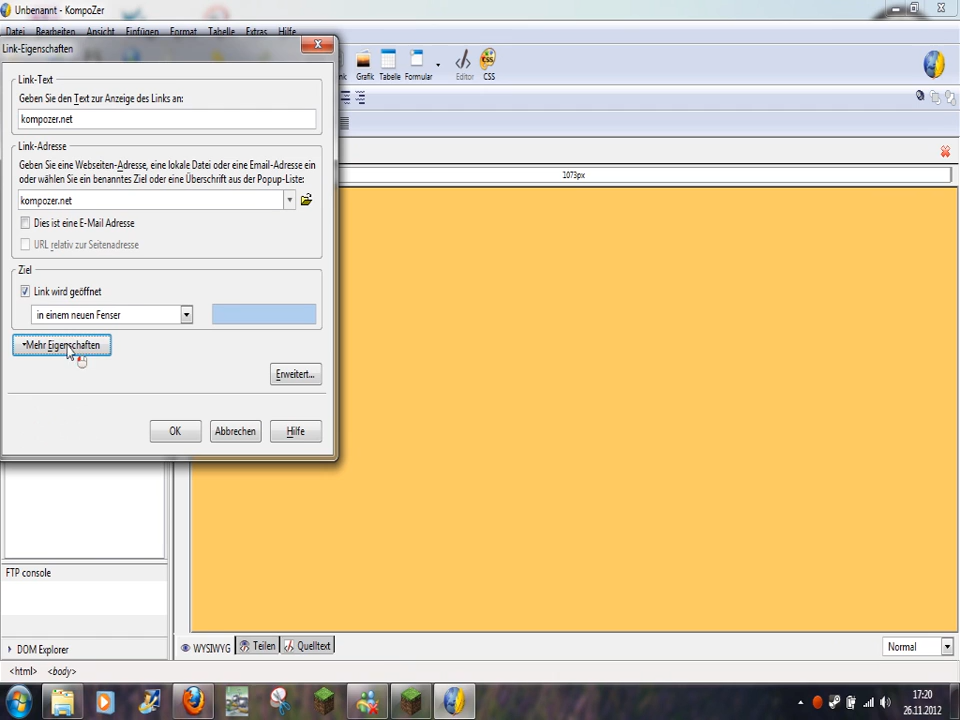 Unbenannt - KompoZer
Datei Bearbeiten Ansicht Einfügen Format Tabelle Extras Hilfe
Link-Eigenschaften
Grafik Tabelle Formular Editor CSS
Link-Text
Geben Sie den Text zur Anzeige des Links an:
kompozer.net
Link-Adresse
Geben Sie eine Webseiten-Adresse, eine lokale Datei oder eine Email-Adresse ein
oder wählen Sie ein benanntes Ziel oder eine Überschrift aus der Popup-Liste:
1073px
kompozer.net
Dies ist eine E-Mail Adresse
URL relativ zur Seitenadresse
Ziel
Link wird geöffnet
in einem neuen Fenser
Mehr Eigenschaften
Erweitert...
OK Abbrechen Hilfe
FTP console
DOM Explorer
WYSIWYG Teilen Quelltext
Normal
<html> <body>
17:20
26.11.2012